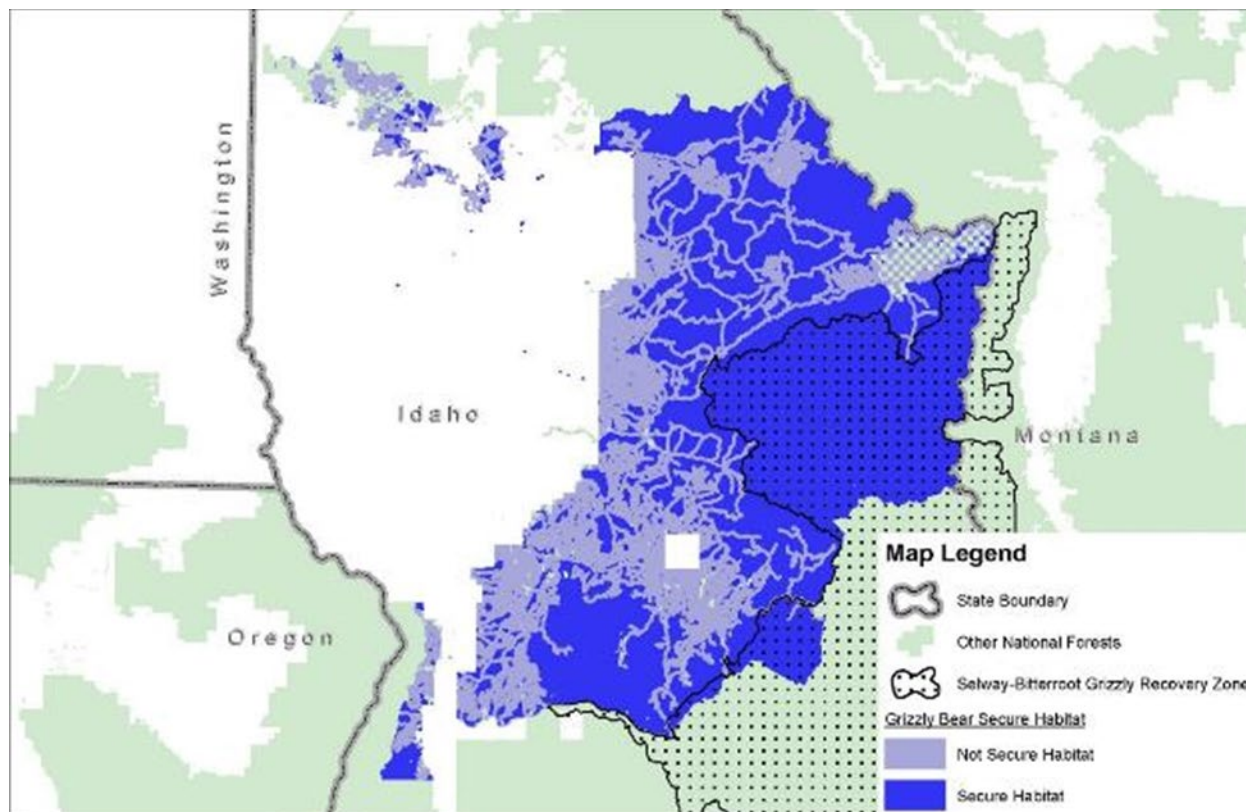 Washington
Idaho
Montana
Oregon
Map Legend
State Boundary
Other National Forests
Selway-Bitterroot Grizzly Recovery Zone
Grizzly Bear Secure Habitat
Not Secure Habitat
Secure Habitat